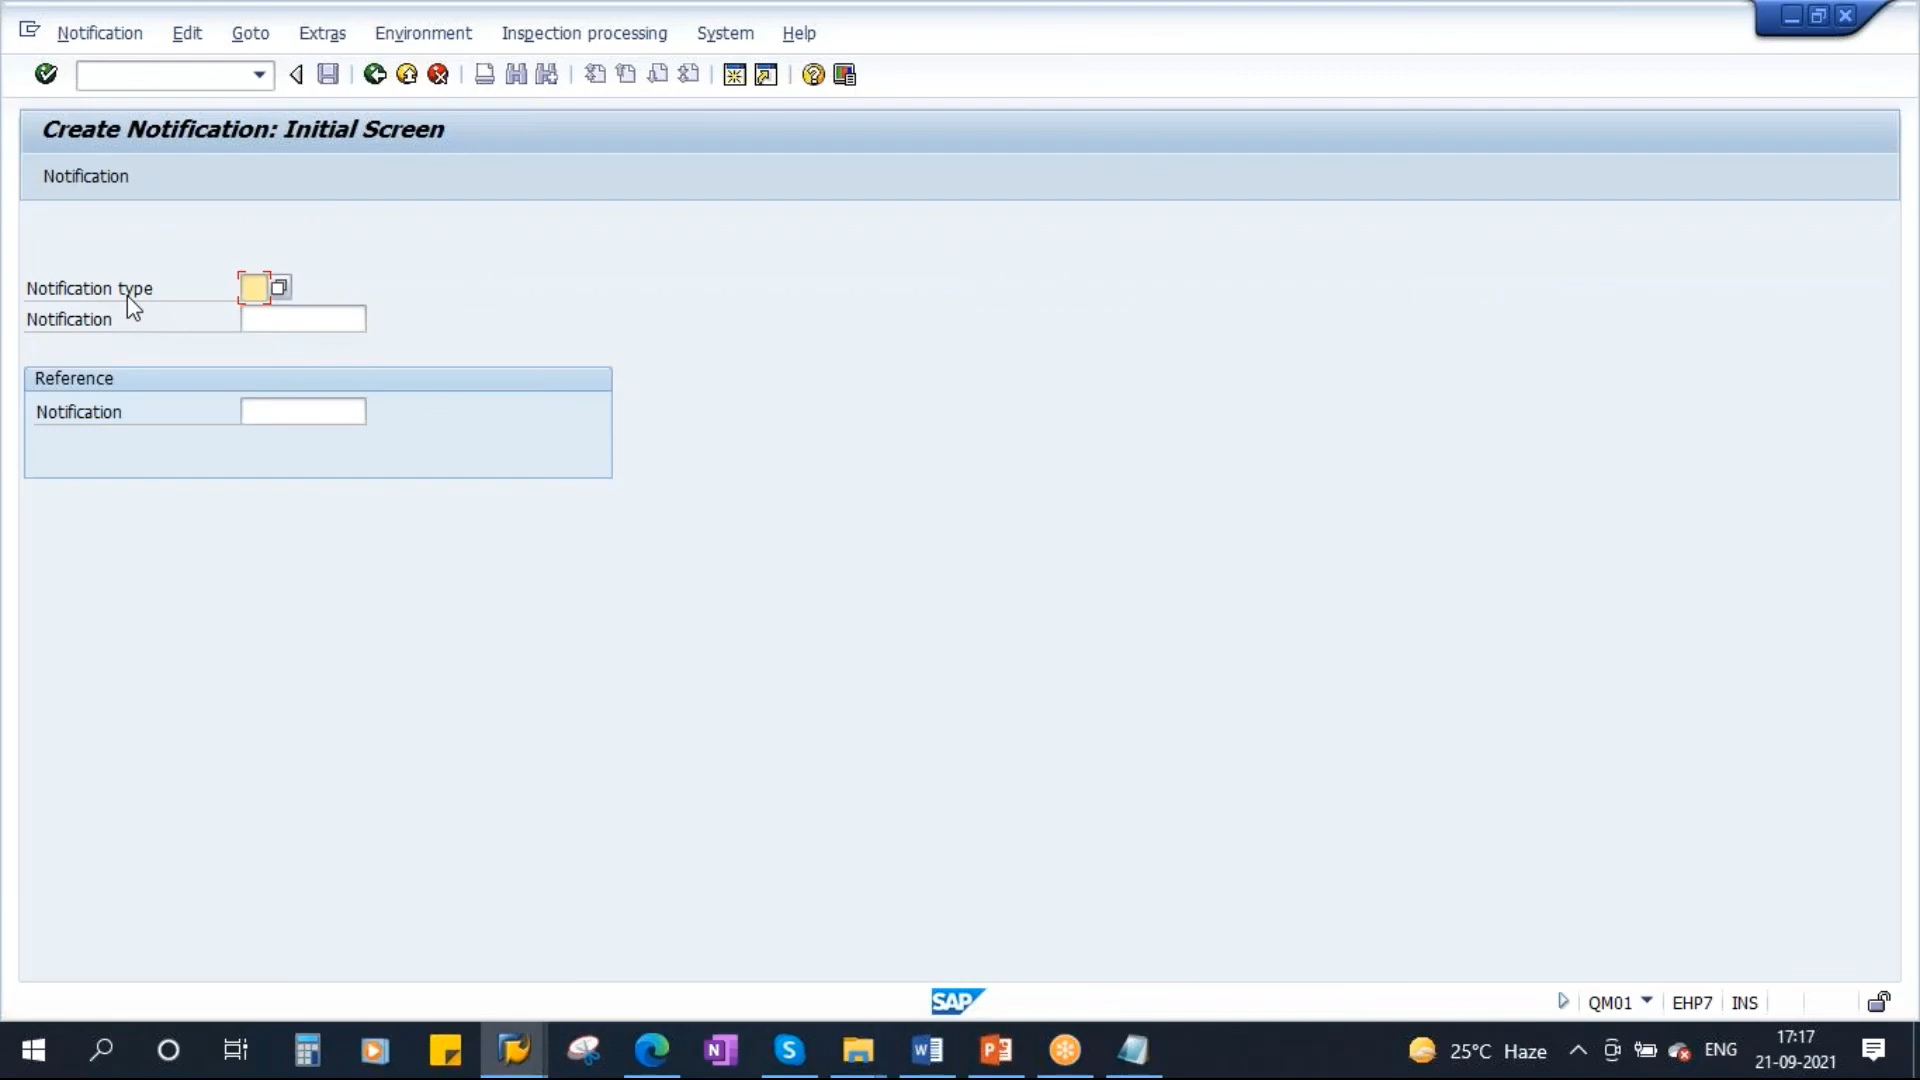 Notification Edit Goto Extras Environment Inspection processing System Help
Create Notification: Initial Screen
Notification
Notification type
Notification
Reference
Notification
SAP
QM01 EHP7 INS
25°C Haze ENG 17:17
21-09-2021